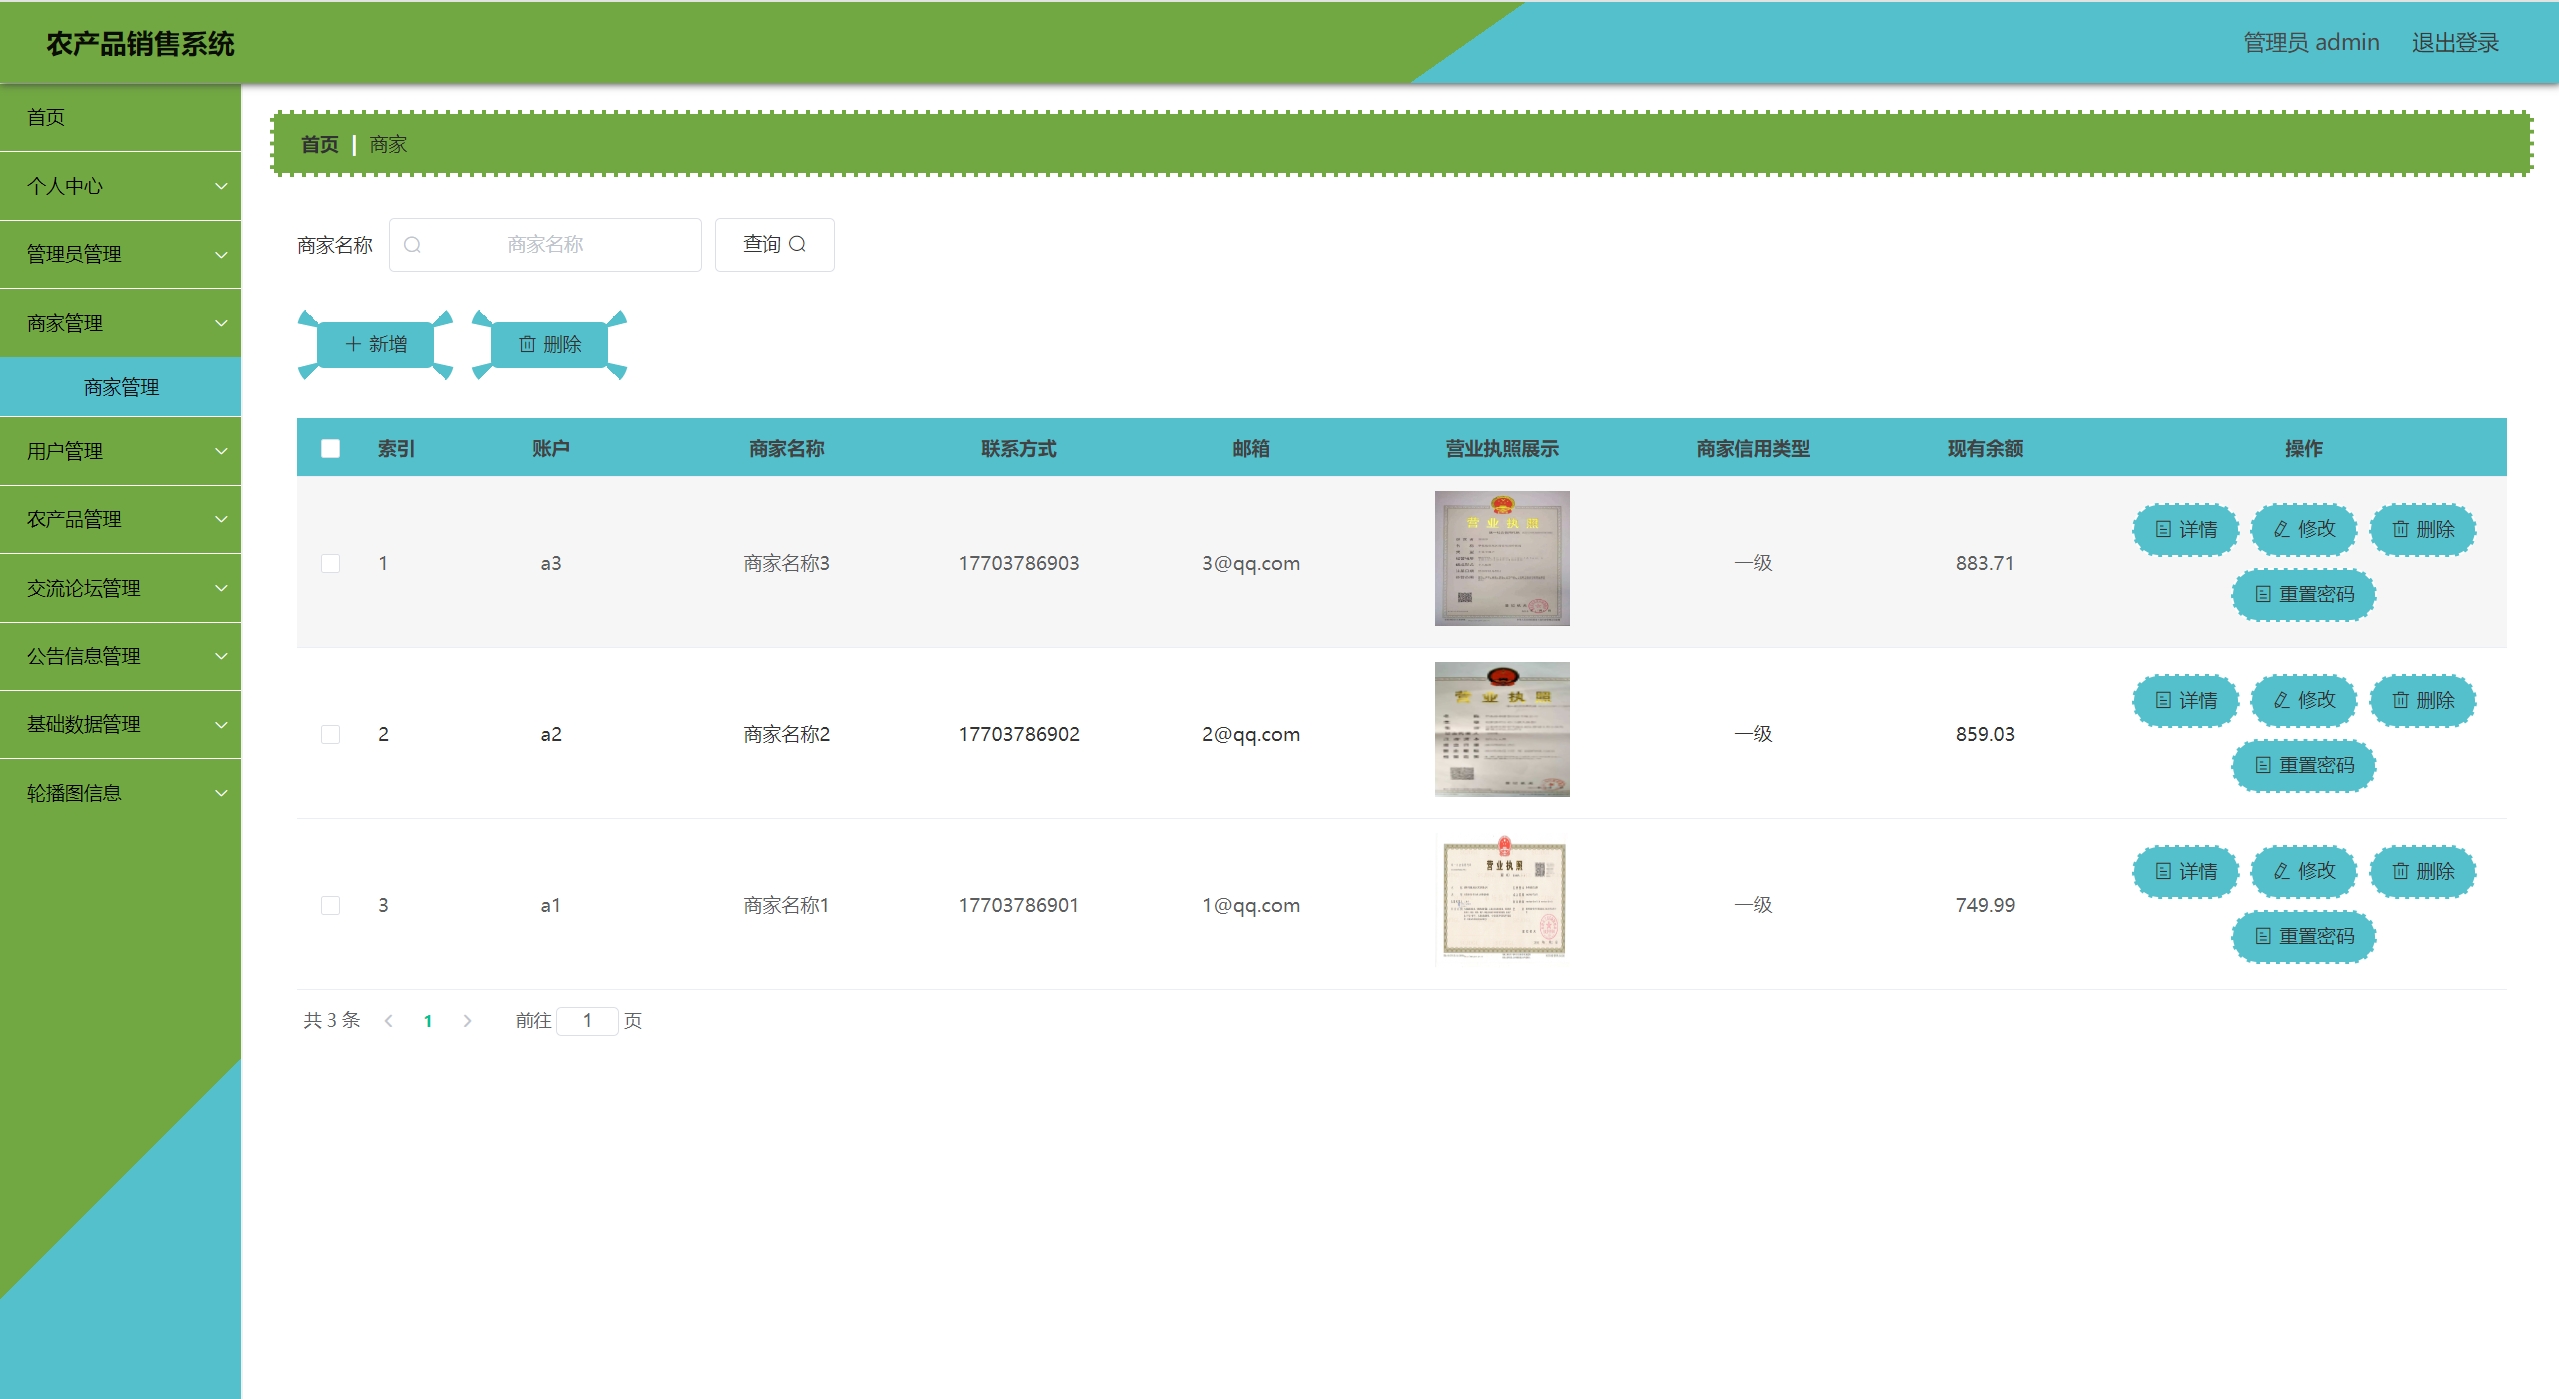 农产品销售系统
管理员 admin 退出登录
首页
个人中心
管理员管理
商家管理
商家管理
用户管理
农产品管理
交流论坛管理
公告信息管理
基础数据管理
轮播图信息
首页 | 商家
商家名称 商家名称 查询
新增 删除
索引 账户 商家名称 联系方式 邮箱 营业执照展示 商家信用类型 现有余额 操作
营业执照
1 a3 商家名称3 17703786903 3@qq.com 一级 883.71 详情 修改 删除
重置密码
营业执照
2 a2 商家名称2 17703786902 2@qq.com 一级 859.03 详情 修改 删除
重置密码
营业执照
3 a1 商家名称1 17703786901 1@qq.com 一级 749.99 详情 修改 删除
重置密码
共 3 条 1 前往 1 页